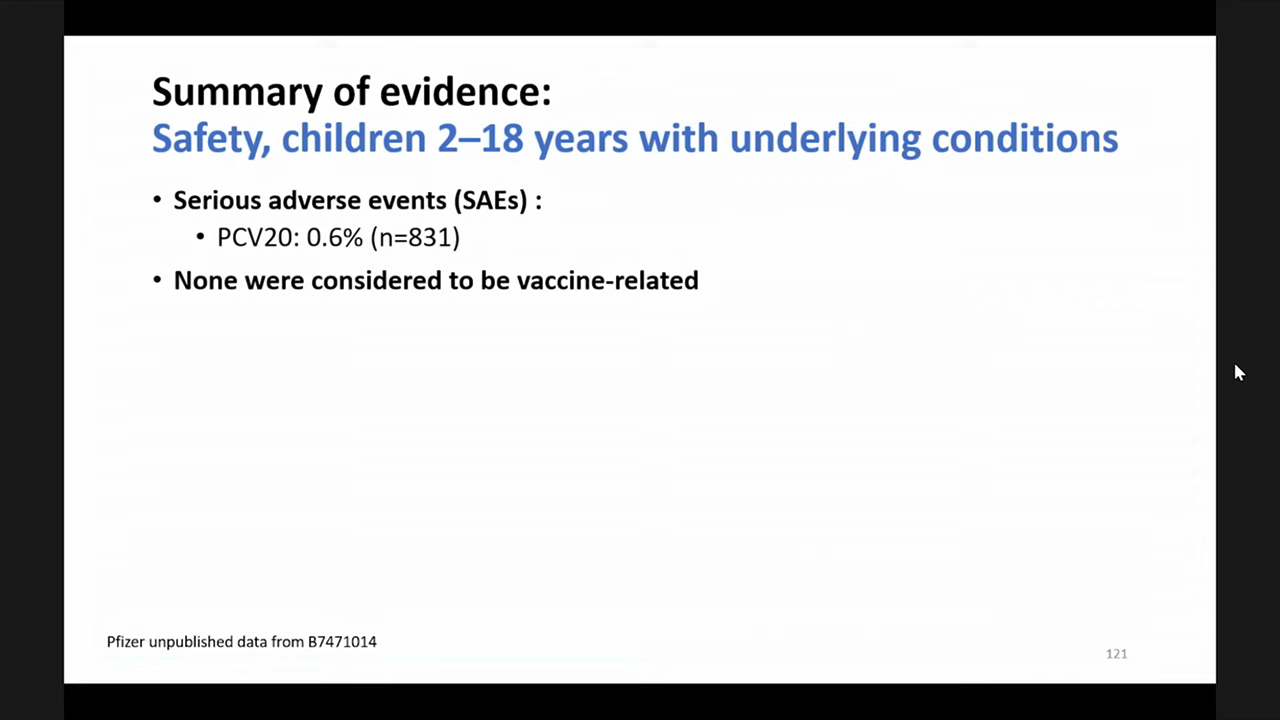 Summary of evidence:
Safety, children 2–18 years with underlying conditions
• Serious adverse events (SAEs) :
• PCV20: 0.6% (n=831)
• None were considered to be vaccine-related
Pfizer unpublished data from B7471014
121